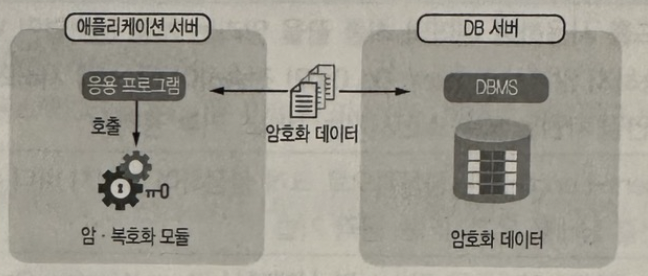 애플리케이션 서버
DB 서버
응용 프로그램
DBMS
호출
암호화 데이터
암 · 복호화 모듈
암호화 데이터